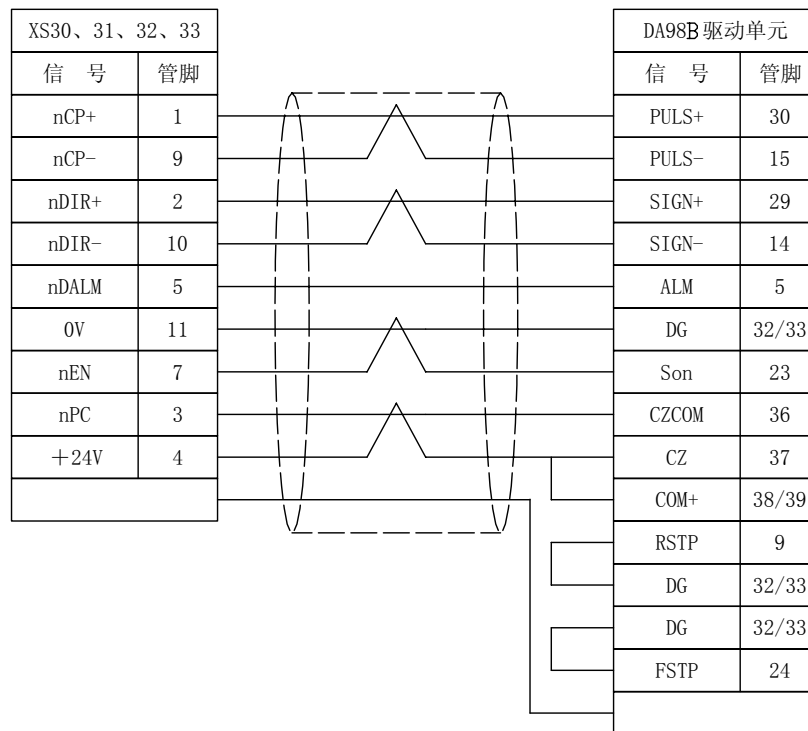 XS30、31、32、33
信 号 管脚
nCP+ 1
nCP- 9
nDIR+ 2
nDIR- 10
nDALM 5
0V 11
nEN 7
nPC 3
+24V 4
DA98B驱动单元
信 号 管脚
PULS+ 30
PULS- 15
SIGN+ 29
SIGN- 14
ALM 5
DG 32/33
Son 23
CZCOM 36
CZ 37
COM+ 38/39
RSTP 9
DG 32/33
DG 32/33
FSTP 24